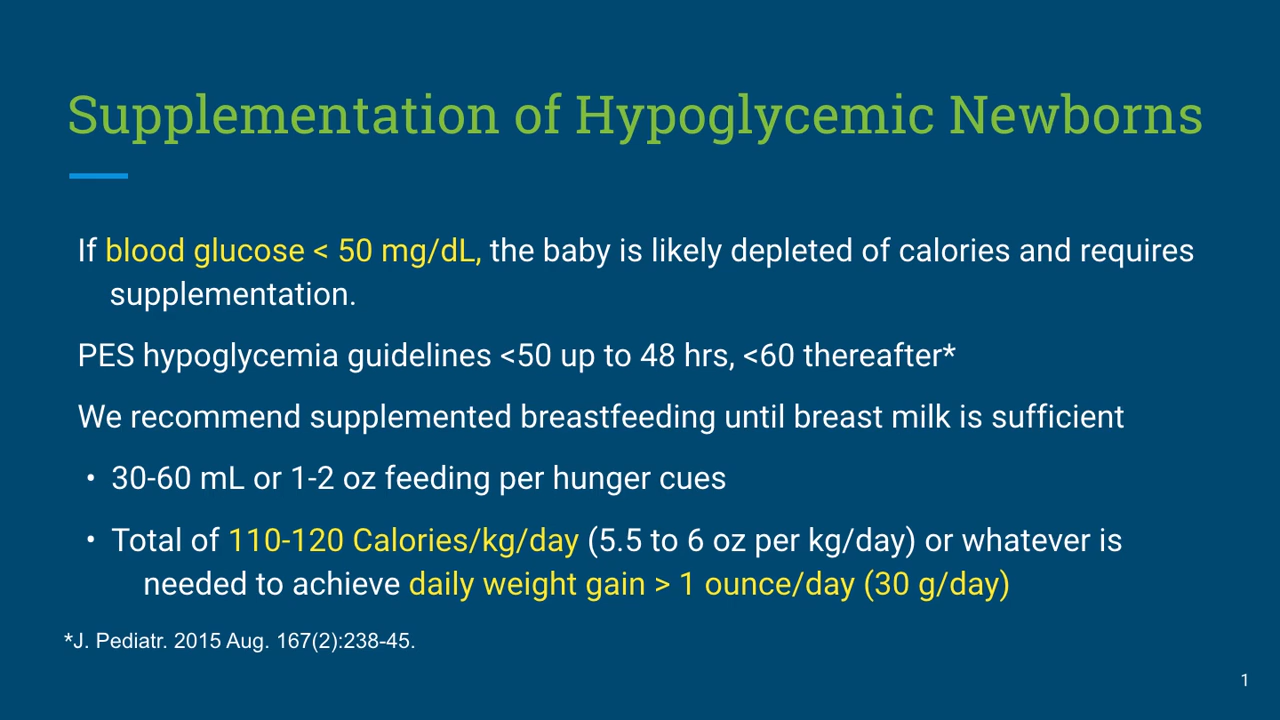 Supplementation of Hypoglycemic Newborns
If blood glucose < 50 mg/dL, the baby is likely depleted of calories and requires
supplementation.
PES hypoglycemia guidelines <50 up to 48 hrs, <60 thereafter*
We recommend supplemented breastfeeding until breast milk is sufficient
• 30-60 mL or 1-2 oz feeding per hunger cues
• Total of 110-120 Calories/kg/day (5.5 to 6 oz per kg/day) or whatever is
needed to achieve daily weight gain > 1 ounce/day (30 g/day)
*J. Pediatr. 2015 Aug. 167(2):238-45.
1